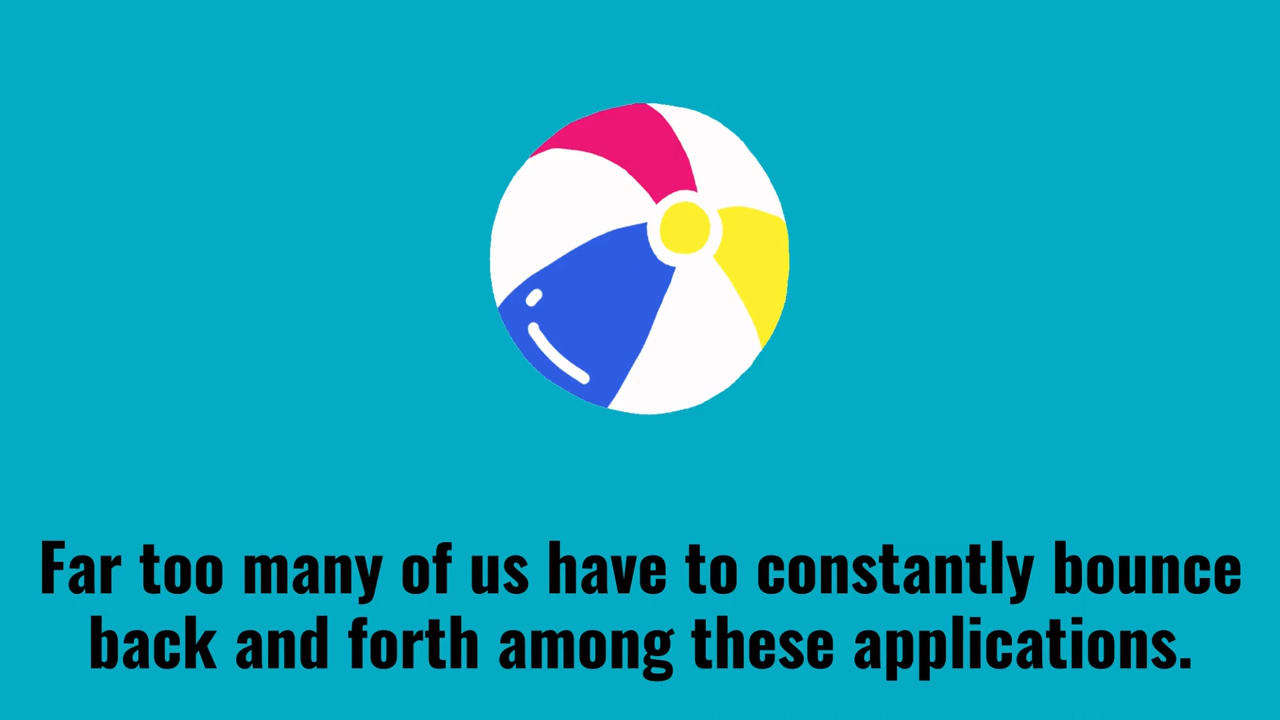 Far too many of us have to constantly bounce
back and forth among these applications.